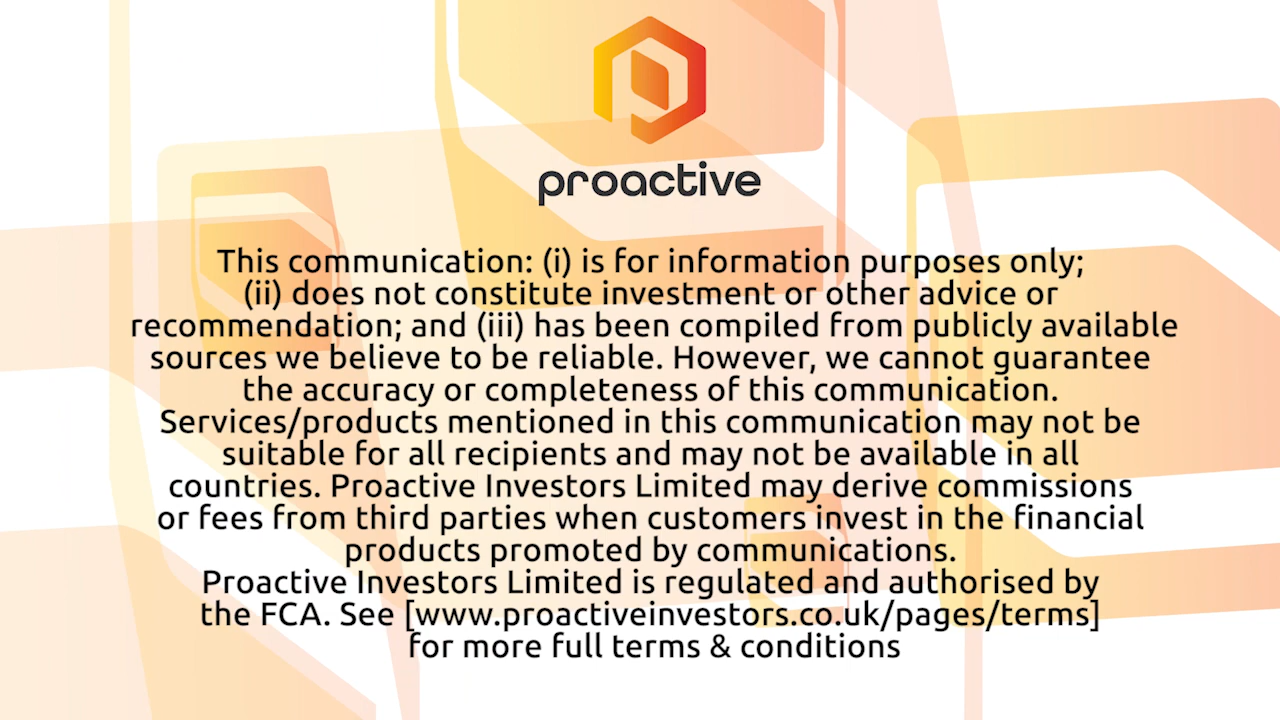 proactive
This communication: (i) is for information purposes only;
(ii) does not constitute investment or other advice or
recommendation; and (iii) has been compiled from publicly available
sources we believe to be reliable. However, we cannot guarantee
the accuracy or completeness of this communication.
Services/products mentioned in this communication may not be
suitable for all recipients and may not be available in all
countries. Proactive Investors Limited may derive commissions
or fees from third parties when customers invest in the financial
products promoted by communications.
Proactive Investors Limited is regulated and authorised by
the FCA. See [www.proactiveinvestors.co.uk/pages/terms]
for more full terms & conditions